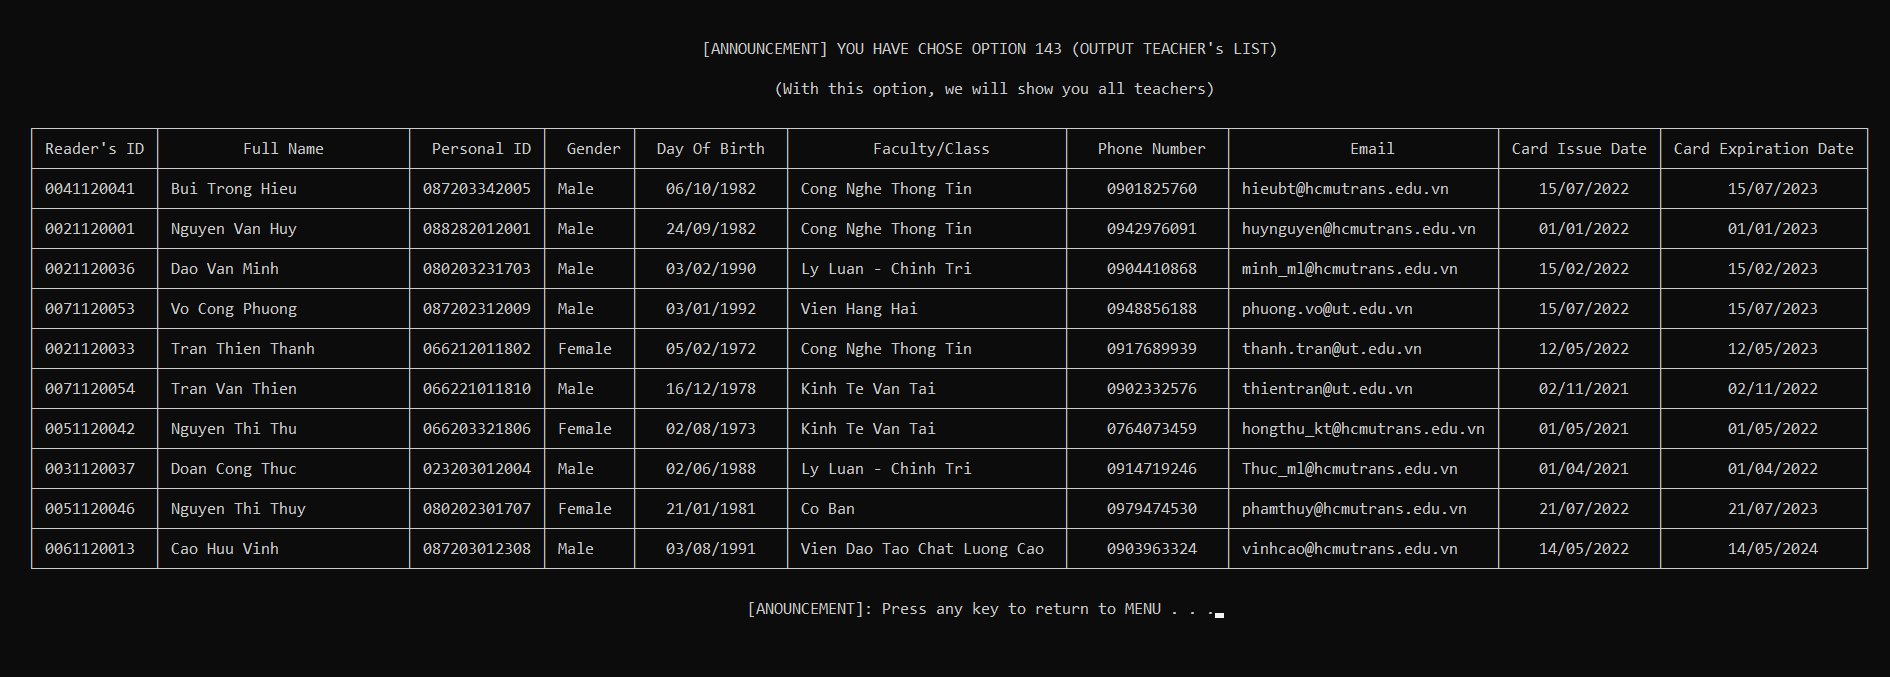 [ANNOUNCEMENT] YOU HAVE CHOSE OPTION 143 (OUTPUT TEACHER's LIST)
(With this option, we will show you all teachers)
Reader's ID Full Name Personal ID Gender Day Of Birth Faculty/Class Phone Number Email Card Issue Date Card Expiration Date
0041120041 Bui Trong Hieu 087203342005 Male 06/10/1982 Cong Nghe Thong Tin 0901825760 hieubt@hcmutrans.edu.vn 15/07/2022 15/07/2023
0021120001 Nguyen Van Huy 088282012001 Male 24/09/1982 Cong Nghe Thong Tin 0942976091 huynguyen@hcmutrans.edu.vn 01/01/2022 01/01/2023
0021120036 Dao Van Minh 080203231703 Male 03/02/1990 Ly Luan - Chinh Tri 0904410868 minh_ml@hcmutrans.edu.vn 15/02/2022 15/02/2023
0071120053 Vo Cong Phuong 087202312009 Male 03/01/1992 Vien Hang Hai 0948856188 phuong.vo@ut.edu.vn 15/07/2022 15/07/2023
0021120033 Tran Thien Thanh 066212011802 Female 05/02/1972 Cong Nghe Thong Tin 0917689939 thanh.tran@ut.edu.vn 12/05/2022 12/05/2023
0071120054 Tran Van Thien 066221011810 Male 16/12/1978 Kinh Te Van Tai 0902332576 thientran@ut.edu.vn 02/11/2021 02/11/2022
0051120042 Nguyen Thi Thu 066203321806 Female 02/08/1973 Kinh Te Van Tai 0764073459 hongthu_kt@hcmutrans.edu.vn 01/05/2021 01/05/2022
0031120037 Doan Cong Thuc 023203012004 Male 02/06/1988 Ly Luan - Chinh Tri 0914719246 Thuc_ml@hcmutrans.edu.vn 01/04/2021 01/04/2022
0051120046 Nguyen Thi Thuy 080202301707 Female 21/01/1981 Co Ban 0979474530 phamthuy@hcmutrans.edu.vn 21/07/2022 21/07/2023
0061120013 Cao Huu Vinh 087203012308 Male 03/08/1991 Vien Dao Tao Chat Luong Cao 0903963324 vinhcao@hcmutrans.edu.vn 14/05/2022 14/05/2024
[ANOUNCEMENT]: Press any key to return to MENU . . .